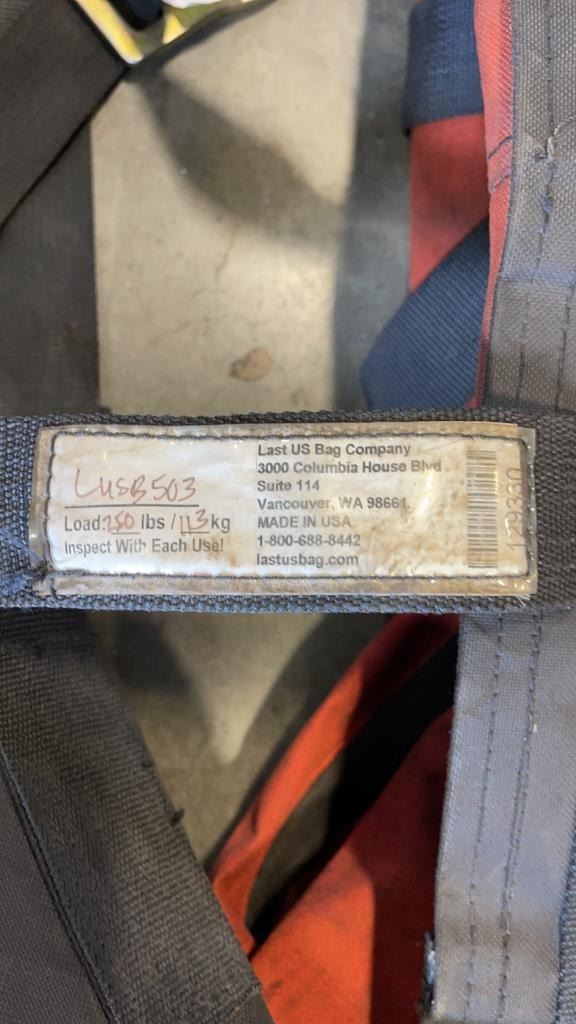 LUSB503
Load:250 lbs / 113 kg
Inspect With Each Use!
Last US Bag Company
3000 Columbia House Blvd
Suite 114
Vancouver, WA 98661.
MADE IN USA
1-800-688-8442
lastusbag.com
179330